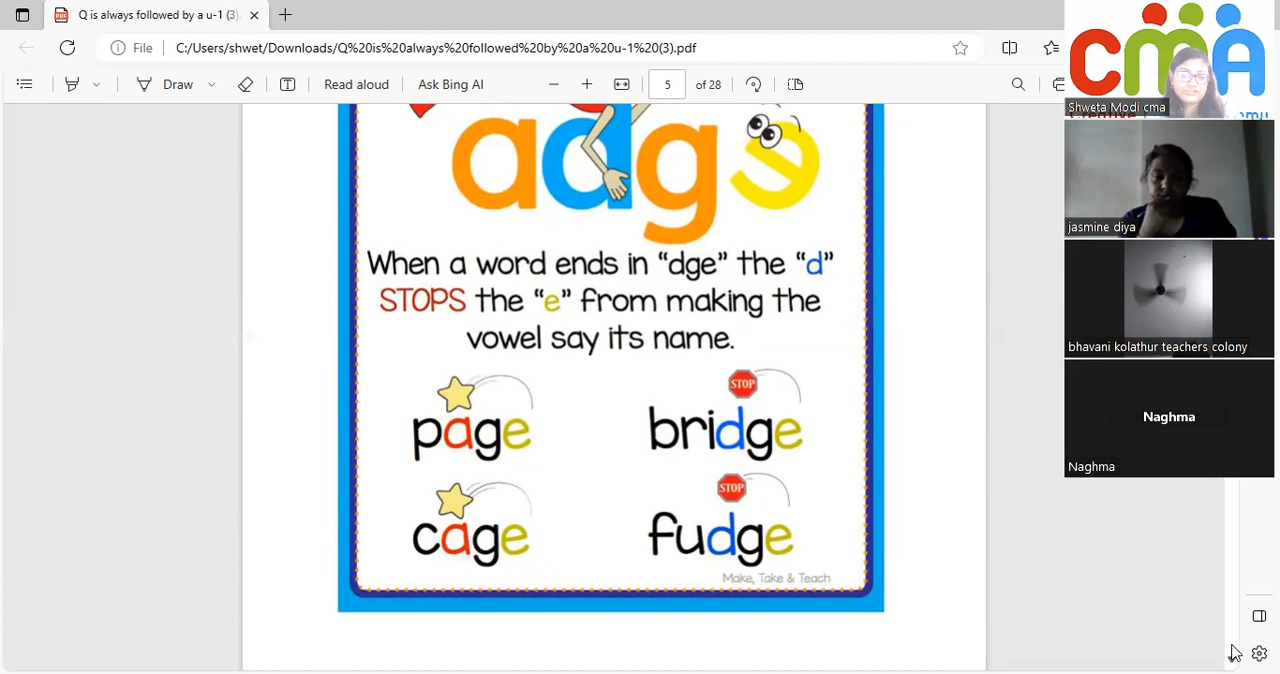 Q is always followed by a u-1 (3).
File
C:/Users/shwet/Downloads/Q%20is%20always%20followed%20by%20a%20u-1%20(3).pdf
Draw
Read aloud
Ask Bing AI
5
of 28
adge
When a word ends in “dge” the “d”
STOPS the “e” from making the
vowel say its name.
STOP
page
bridge
STOP
cage
fudge
Make, Take & Teach
cmA
Shweta Modi cma
jasmine diya
bhavani kolathur teachers colony
Naghma
Naghma